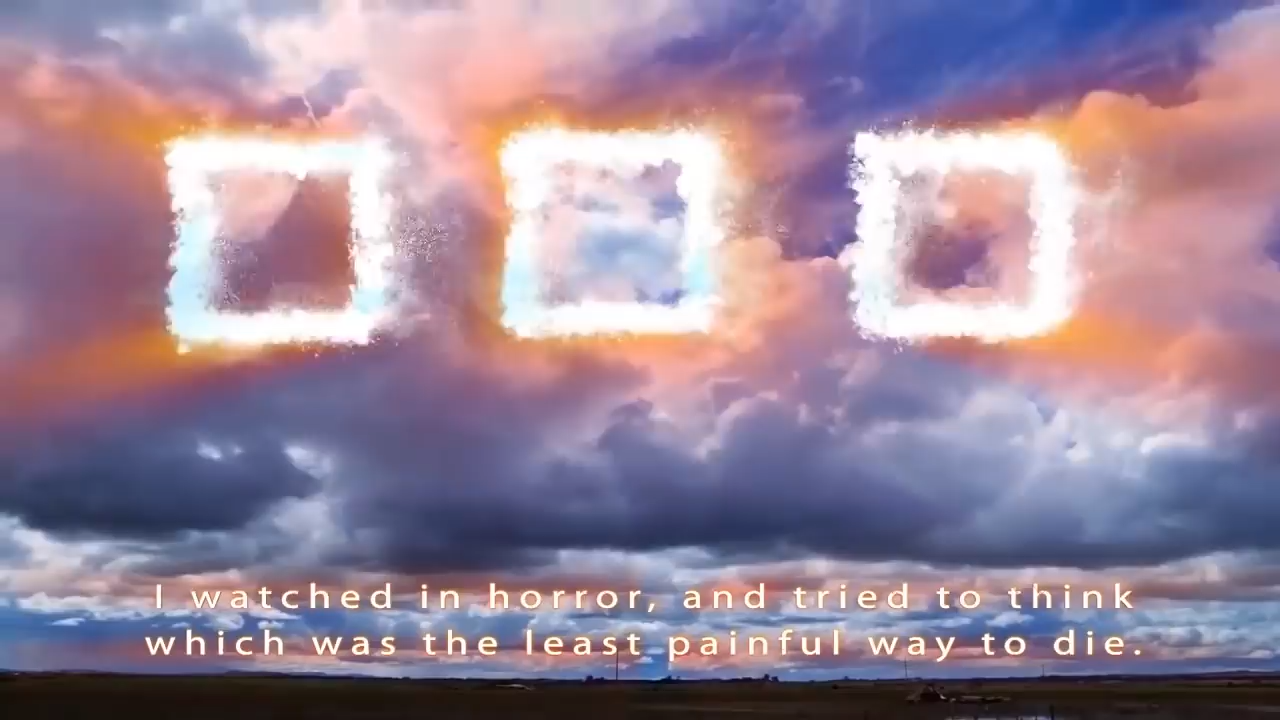 I watched in horror, and tried to think
which was the least painful way to die.